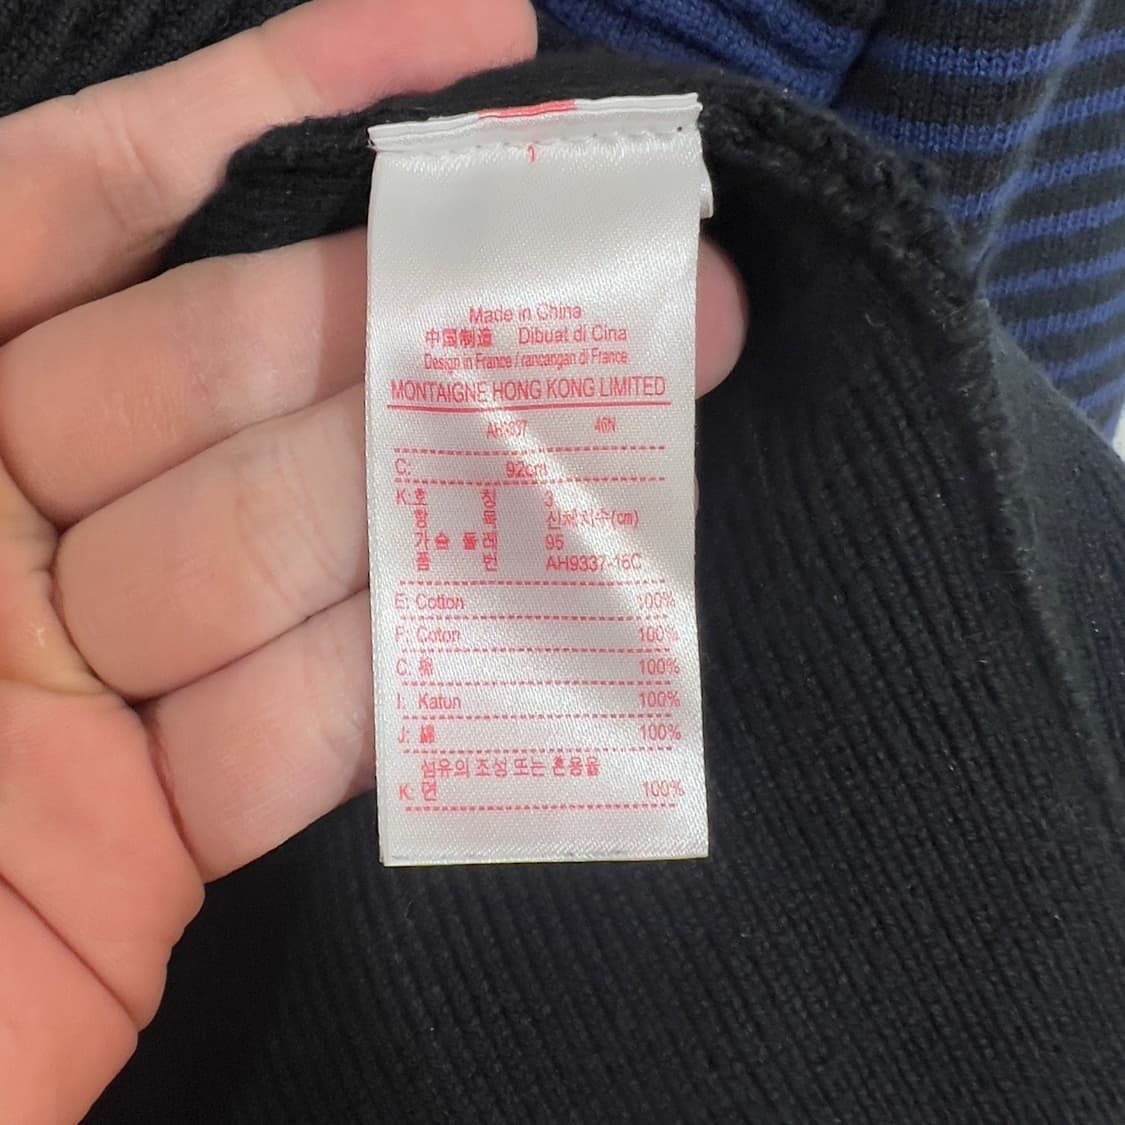 Made in China
中国制造 Dibuat di Cina
Design in France / rancangan di France
MONTAIGNE HONG KONG LIMITED
AH9337 46N
C: 92cm
K: 호 칭 3
항 목 신체치수(cm)
가 슴 둘 레 95
품 번 AH9337-16C
E: Cotton 100%
F: Coton 100%
C: 棉 100%
I: Katun 100%
J: 綿 100%
섬유의 조성 또는 혼용율
K: 면 100%